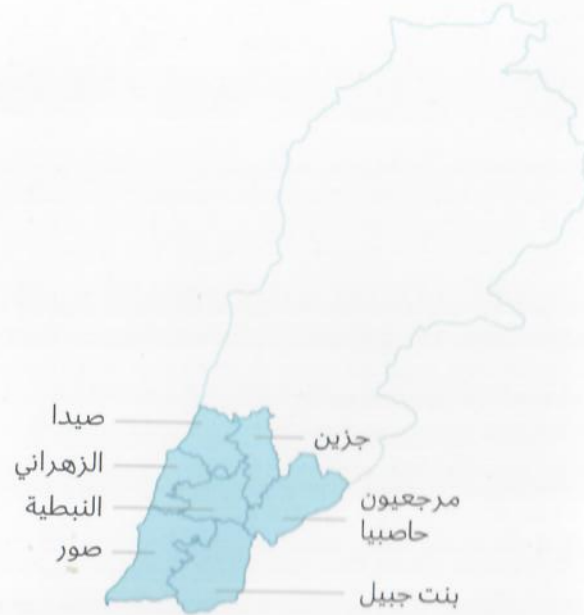 صيدا
جزين
الزهراني
النبطية
مرجعيون
حاصبيا
صور
بنت جبيل